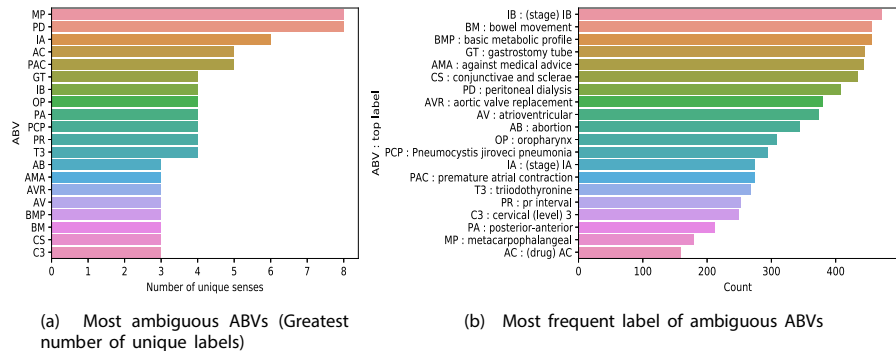 MP
PD
IA
AC
PAC
GT
IB
OP
PA
PCP
PR
T3
AB
AMA
AVR
AV
BMP
BM
CS
C3
ABV
0 1 2 3 4 5 6 7 8
Number of unique senses
(a) Most ambiguous ABVs (Greatest
number of unique labels)
IB : (stage) IB
BM : bowel movement
BMP : basic metabolic profile
GT : gastrostomy tube
AMA : against medical advice
CS : conjunctivae and sclerae
PD : peritoneal dialysis
AVR : aortic valve replacement
AV : atrioventricular
AB : abortion
OP : oropharynx
PCP : Pneumocystis jiroveci pneumonia
IA : (stage) IA
PAC : premature atrial contraction
T3 : triiodothyronine
PR : pr interval
C3 : cervical (level) 3
PA : posterior-anterior
MP : metacarpophalangeal
AC : (drug) AC
ABV : top label
0 100 200 300 400
Count
(b) Most frequent label of ambiguous ABVs